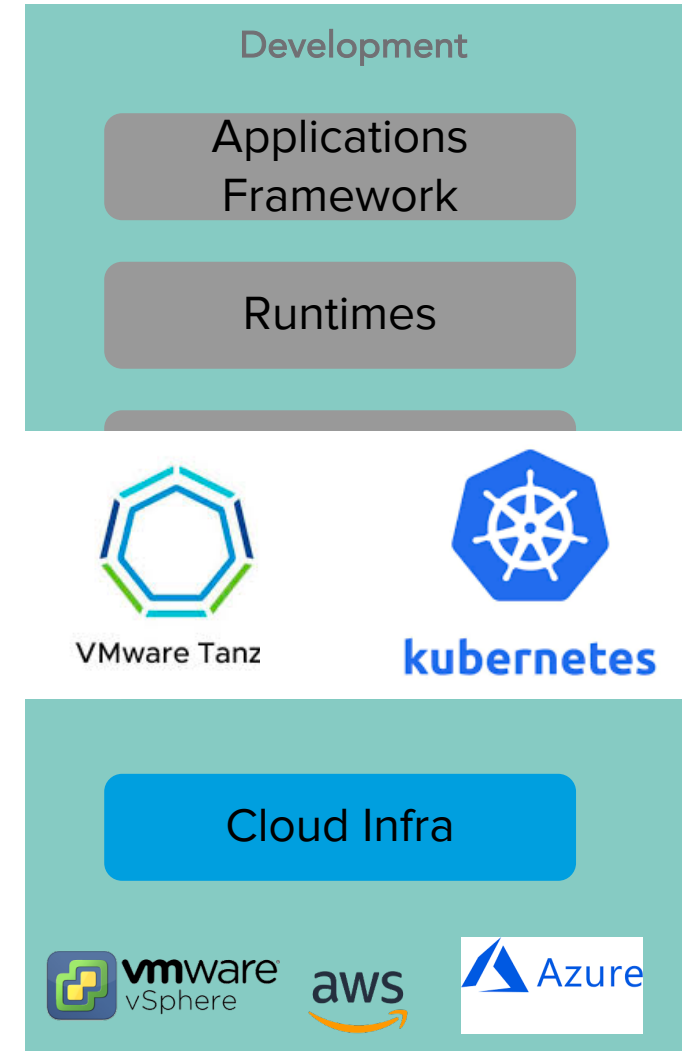 Development
Applications
Framework
Runtimes
VMware Tanz
kubernetes
Cloud Infra
vmware
vSphere
aws
Azure